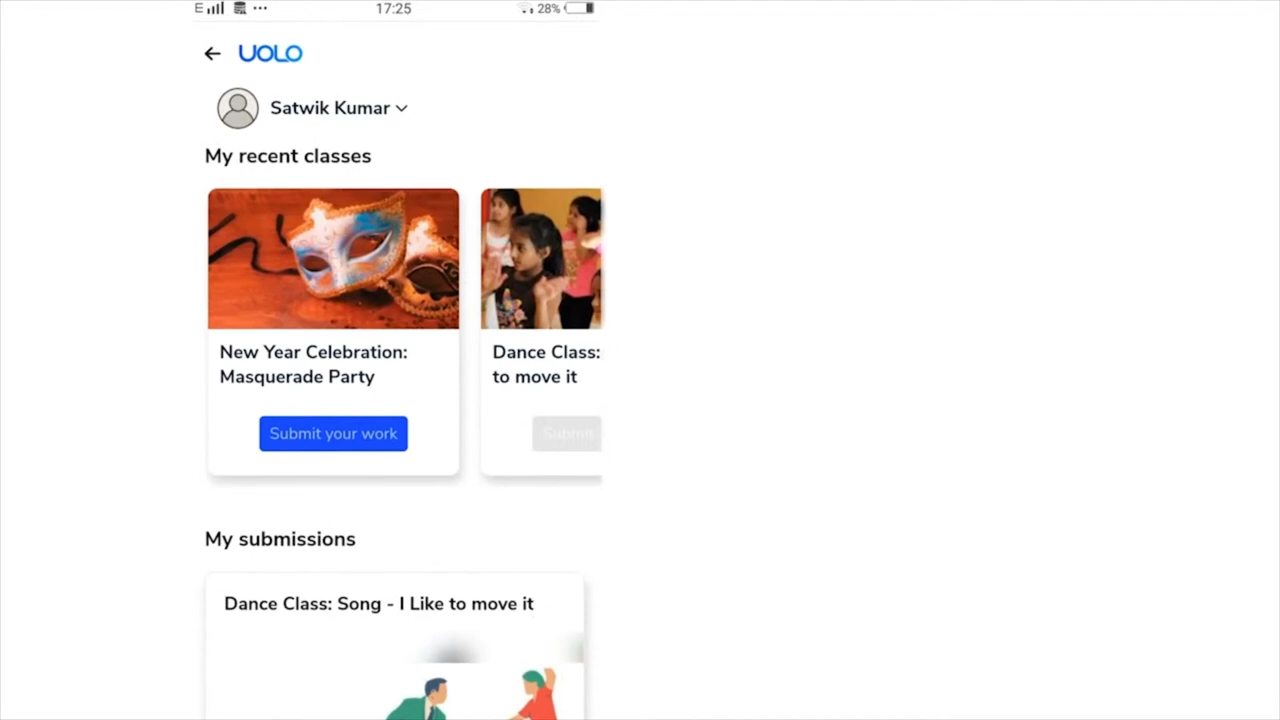 E 17:25 28%
UOLO
Satwik Kumar
My recent classes
New Year Celebration:
Masquerade Party
Submit your work
Dance Class:
to move it
Submit
My submissions
Dance Class: Song - I Like to move it